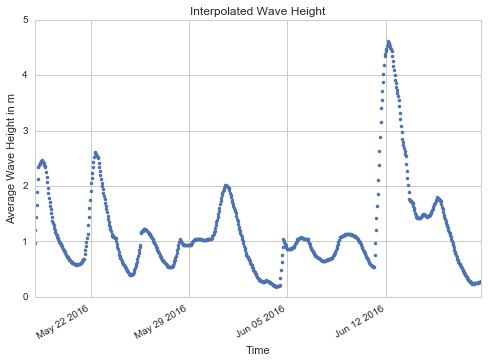 Interpolated Wave Height
Average Wave Height in m
5
4
3
2
1
0
May 22 2016
May 29 2016
Jun 05 2016
Jun 12 2016
Time